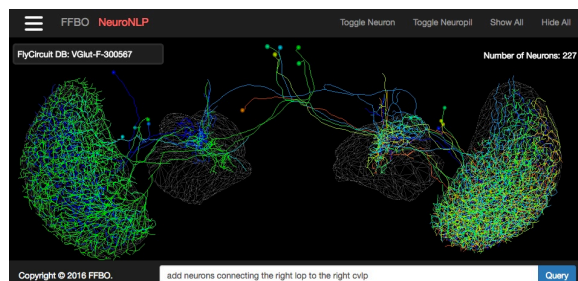 FFBO NeuroNLP Toggle Neuron Toggle Neuropil Show All Hide All
FlyCircuit DB: VGlut-F-300567
Number of Neurons: 227
Copyright © 2016 FFBO. add neurons connecting the right lop to the right cvlp Query